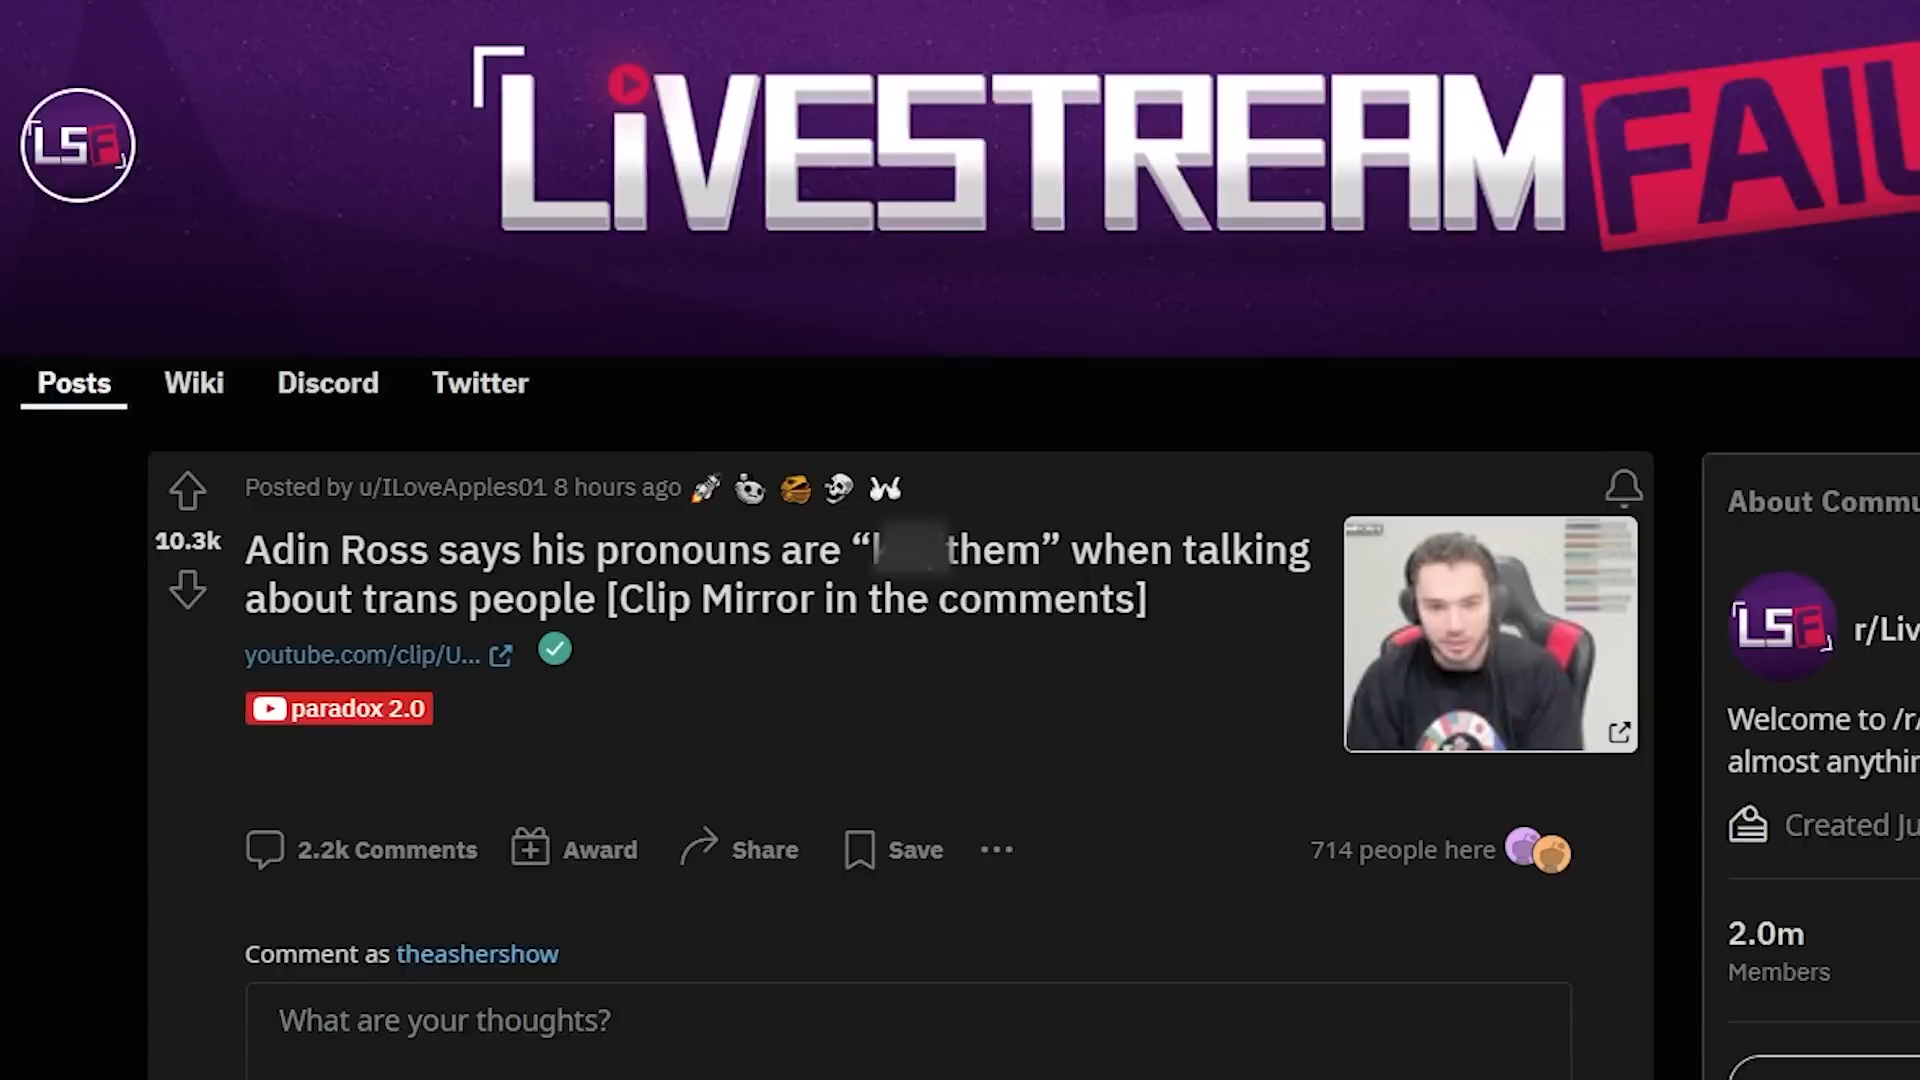 LSF
LiVESTREAM FAIL
Posts Wiki Discord Twitter
Posted by u/ILoveApples01 8 hours ago
10.3k
Adin Ross says his pronouns are “ them” when talking
about trans people [Clip Mirror in the comments]
youtube.com/clip/U...
paradox 2.0
2.2k Comments Award Share Save ...
714 people here
Comment as theashershow
What are your thoughts?
About Commu
LSF r/Liv
Welcome to /r/
almost anythin
Created Ju
2.0m
Members